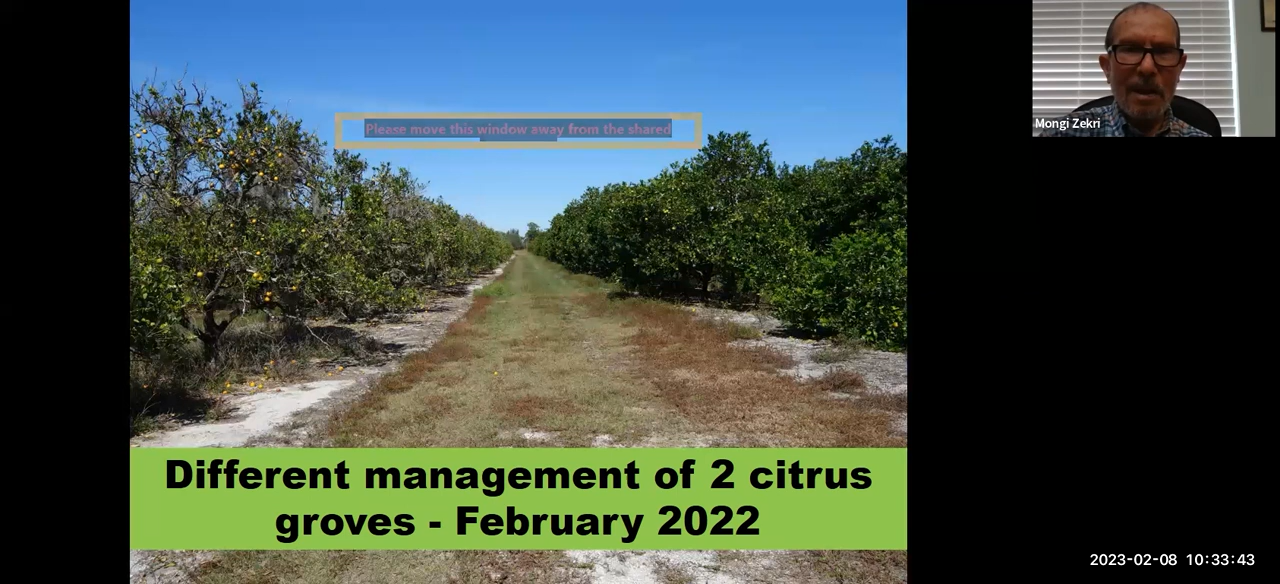 Please move this window away from the shared
Mongi Zekri
Different management of 2 citrus
groves - February 2022
2023-02-08 10:33:43